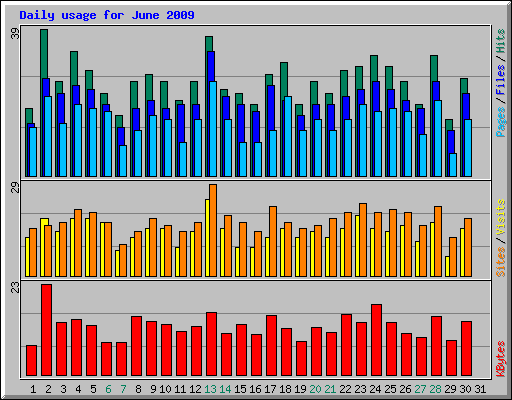 Daily usage for June 2009
39
Pages / Files / Hits
29
Sites / Visits
23
KBytes
1 2 3 4 5 6 7 8 9 10 11 12 13 14 15 16 17 18 19 20 21 22 23 24 25 26 27 28 29 30 31